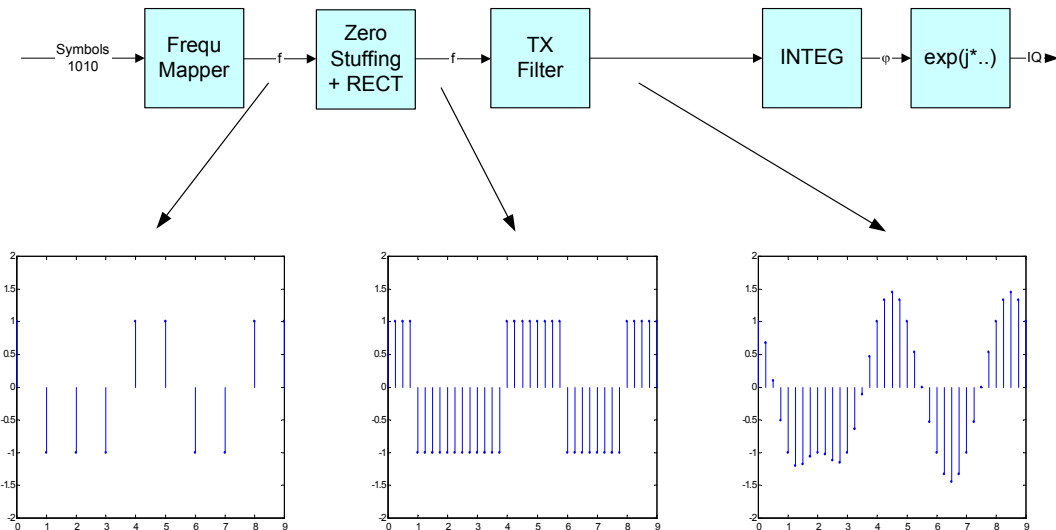 Symbols
1010
Frequ
Mapper
f
Zero
Stuffing
+ RECT
f
TX
Filter
INTEG
φ
exp(j*..)
IQ
2
1.5
1
0.5
0
-0.5
-1
-1.5
-2
0 1 2 3 4 5 6 7 8 9
2
1.5
1
0.5
0
-0.5
-1
-1.5
-2
0 1 2 3 4 5 6 7 8 9
2
1.5
1
0.5
0
-0.5
-1
-1.5
-2
0 1 2 3 4 5 6 7 8 9